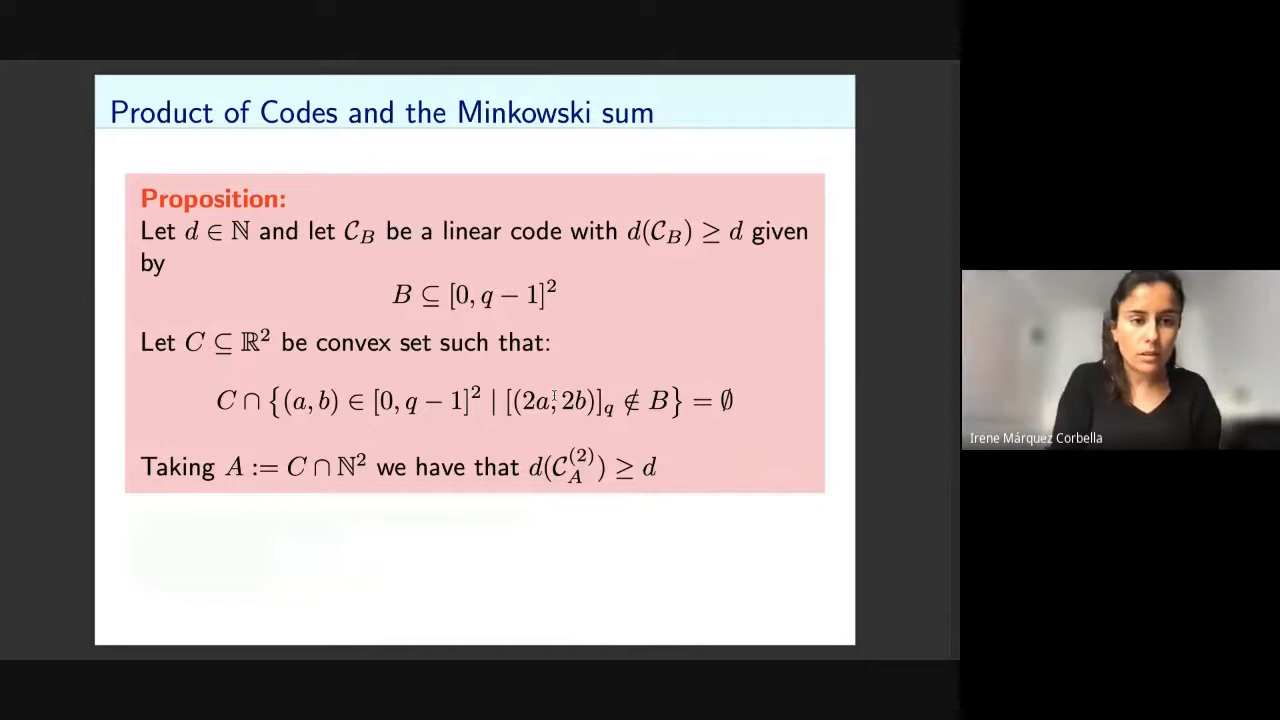 Product of Codes and the Minkowski sum
Proposition:
Let d ∈ ℕ and let 𝒞_B be a linear code with d(𝒞_B) ≥ d given
by
B ⊆ [0, q − 1]²
Let C ⊆ ℝ² be convex set such that:
C ∩ {(a, b) ∈ [0, q − 1]² | [(2a, 2b)]_q ∉ B} = ∅
Taking A := C ∩ ℕ² we have that d(𝒞_A^(2)) ≥ d
Irene Márquez Corbella